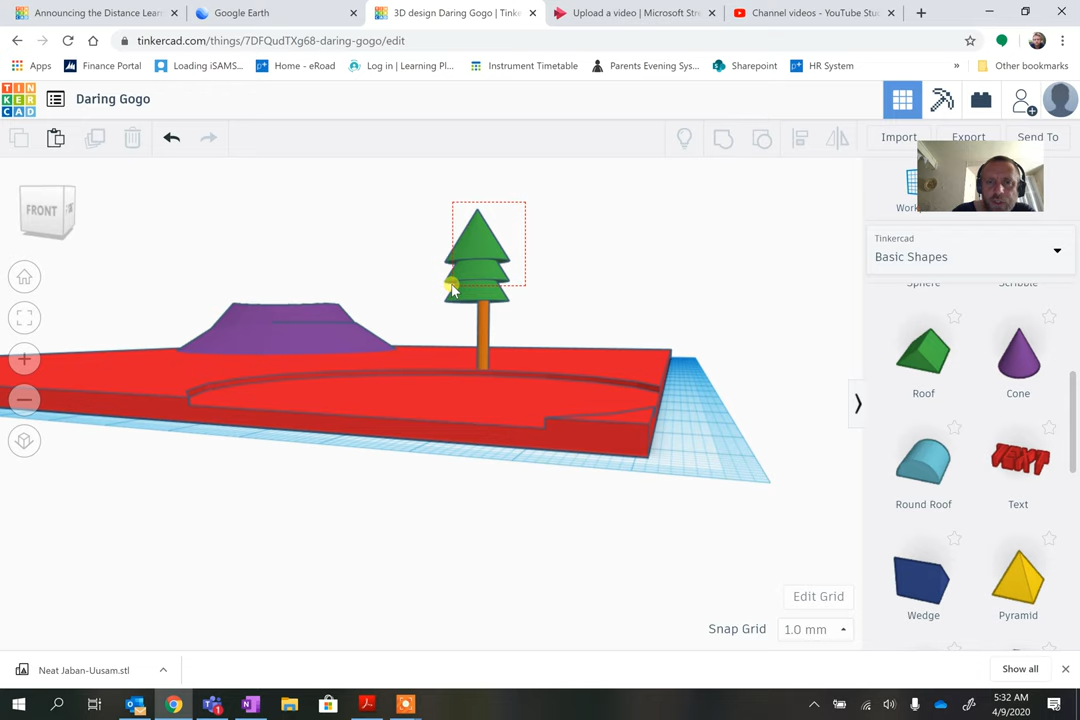 Announcing the Distance Lear
Google Earth
3D design Daring Gogo | Tinke
Upload a video | Microsoft Stre
Channel videos - YouTube Stu
tinkercad.com/things/7DFQudTXg68-daring-gogo/edit
Apps
Finance Portal
Loading iSAMS...
Home - eRoad
Log in | Learning Pl...
Instrument Timetable
Parents Evening Sys...
Sharepoint
HR System
»
Other bookmarks
TIN
KER
CAD
Daring Gogo
Import
Export
Send To
FRONT
Tinkercad
Basic Shapes
Roof
Cone
TEXT
Round Roof
Text
Wedge
Pyramid
Edit Grid
Snap Grid
1.0 mm
Neat Jaban-Uusam.stl
Show all
5:32 AM
4/9/2020